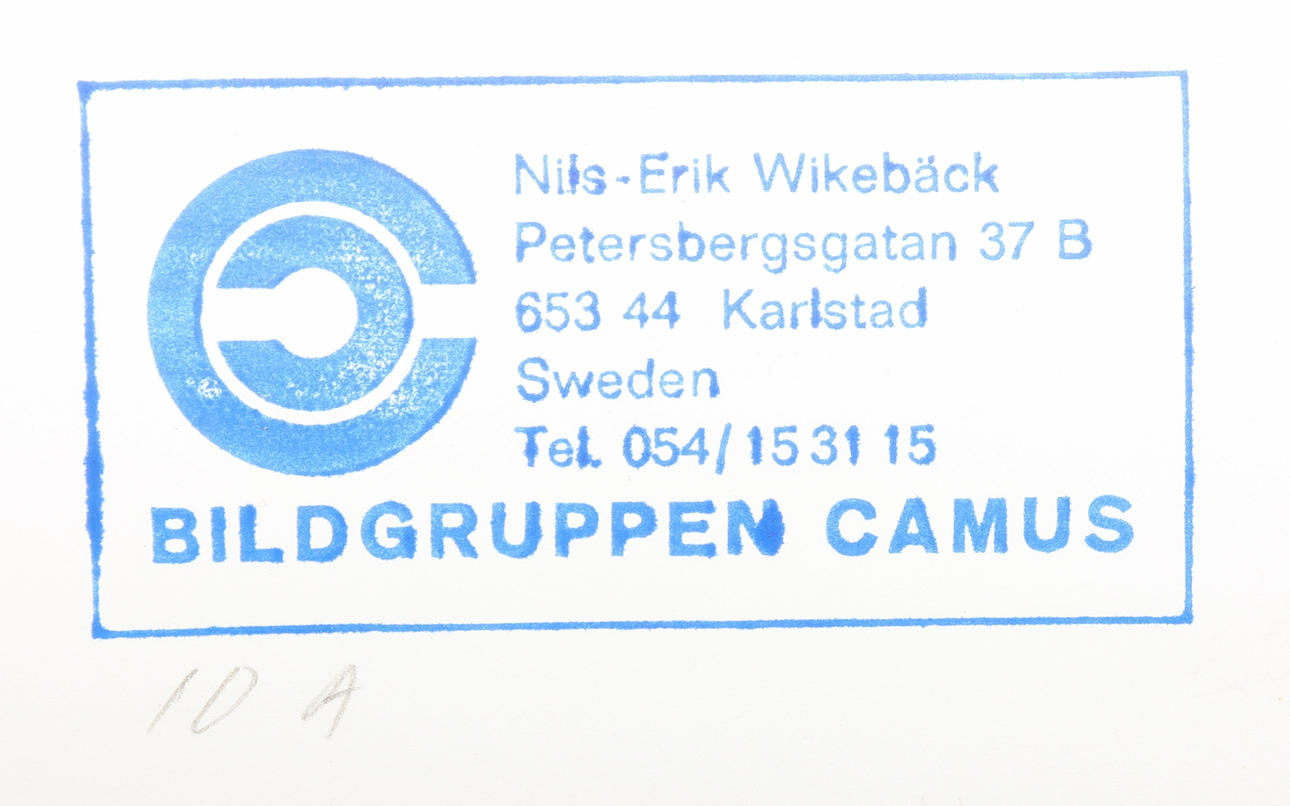 Nils-Erik Wikebäck
Petersbergsgatan 37 B
653 44 Karlstad
Sweden
Tel. 054/15 31 15
BILDGRUPPEN CAMUS
10 A